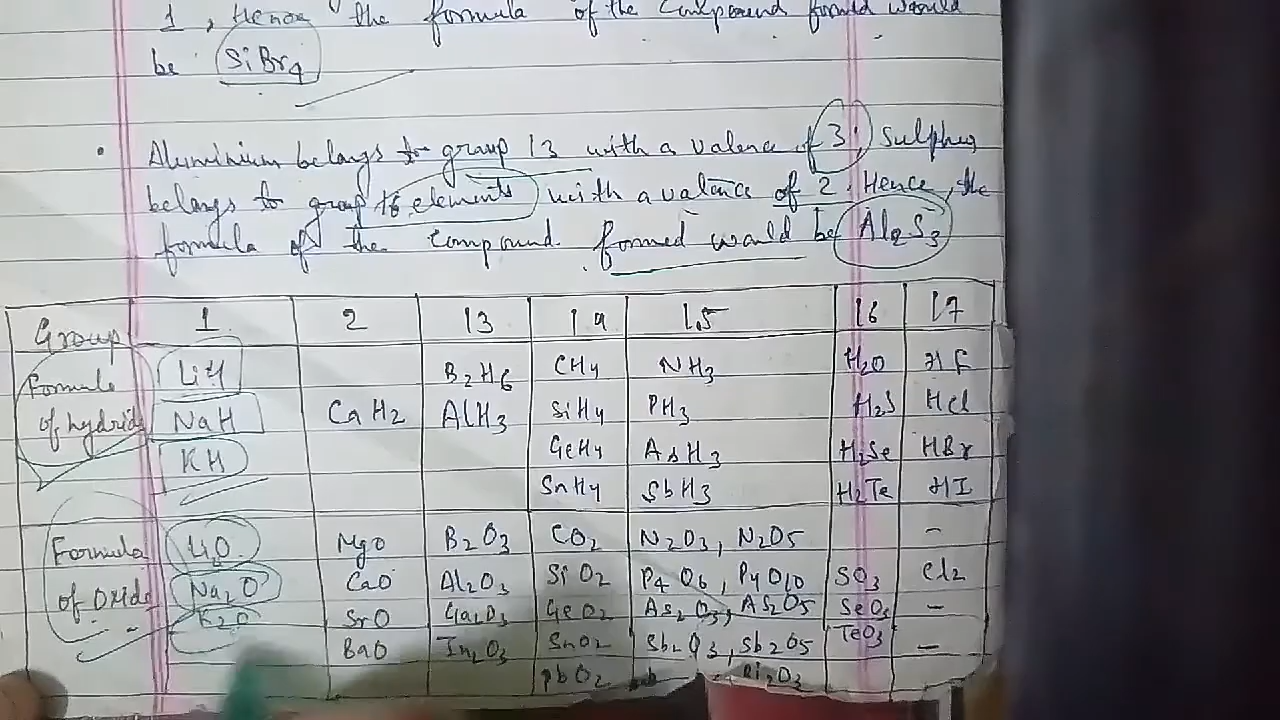 1, Hence the formula of the compound formed would
be SiBr4
• Aluminium belongs to group 13 with a valence of 3; Sulphur
belongs to group 16 elements with a valence of 2. Hence, the
formula of the compound formed would be Al2S3
Group 1 2 13 14 15 16 17
Formula LiH B2H6 CH4 NH3 H2O HF
of hydride NaH CaH2 AlH3 SiH4 PH3 H2S HCl
KH GeH4 AsH3 H2Se HBr
SnH4 SbH3 H2Te HI
Formula Li2O MgO B2O3 CO2 N2O3, N2O5 -
of Oxide Na2O CaO Al2O3 SiO2 P4O6, P4O10 SO3 Cl2
K2O SrO Ga2O3 GeO2 As2O3, As2O5 SeO3 -
BaO In2O3 SnO2 Sb2O3, Sb2O5 TeO3 -
PbO2 Bi2O3